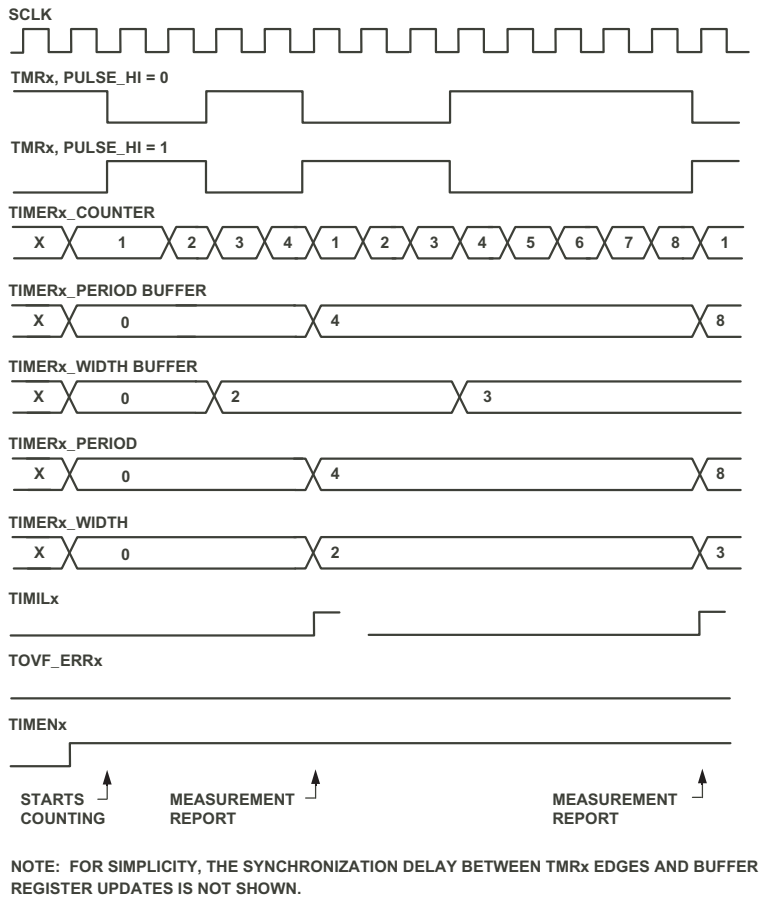 SCLK
TMRx, PULSE_HI = 0
TMRx, PULSE_HI = 1
TIMERx_COUNTER
X 1 2 3 4 1 2 3 4 5 6 7 8 1
TIMERx_PERIOD BUFFER
X 0 4 8
TIMERx_WIDTH BUFFER
X 0 2 3
TIMERx_PERIOD
X 0 4 8
TIMERx_WIDTH
X 0 2 3
TIMILx
TOVF_ERRx
TIMENx
STARTS
COUNTING
MEASUREMENT
REPORT
MEASUREMENT
REPORT
NOTE: FOR SIMPLICITY, THE SYNCHRONIZATION DELAY BETWEEN TMRx EDGES AND BUFFER
REGISTER UPDATES IS NOT SHOWN.